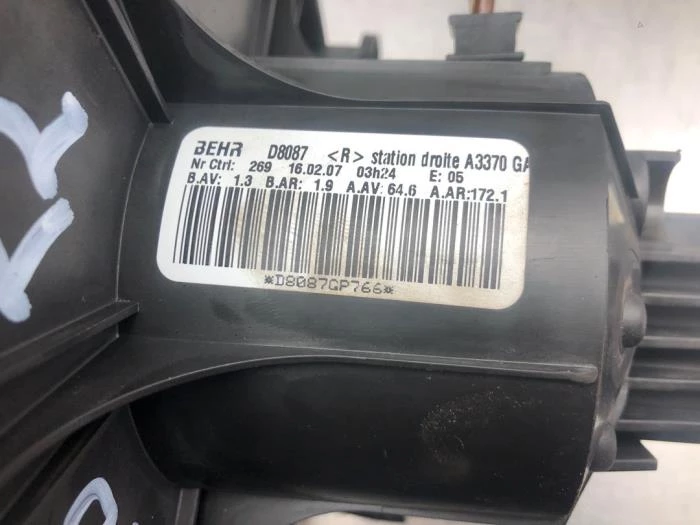 BEHR D8087 <R> station droite A3370 GA
Nr Ctrl: 269 16.02.07 03h24 E: 05
B.AV: 1.3 B.AR: 1.9 A.AV: 64.6 A.AR:172.1
*D8087QP766*